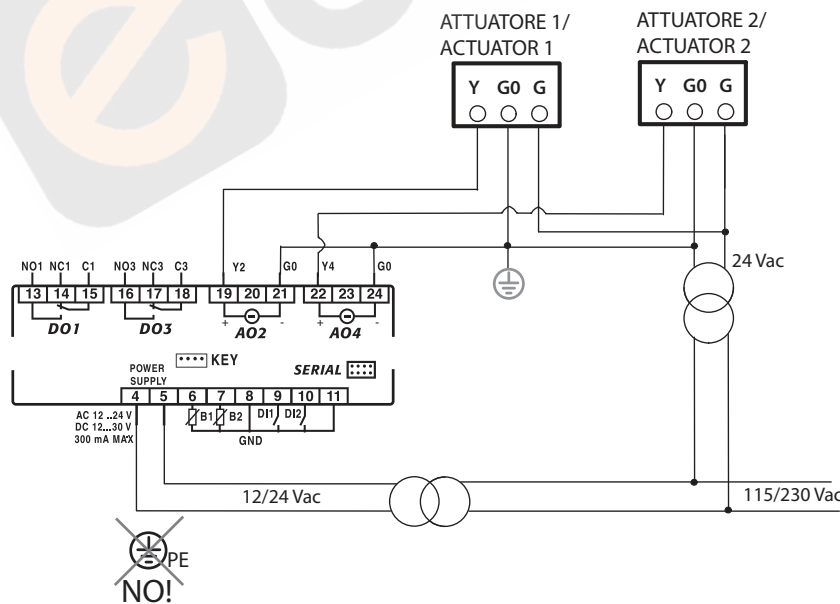 ATTUATORE 1/
ACTUATOR 1
ATTUATORE 2/
ACTUATOR 2
Y G0 G
Y G0 G
24 Vac
NO1 NC1 C1 NO3 NC3 C3 Y2 G0 Y4 G0
13 14 15 16 17 18 19 20 21 22 23 24
+ - + -
DO1 DO3 AO2 AO4
KEY
SERIAL
POWER
SUPPLY
4 5 6 7 8 9 10 11
AC 12 ..24 V
DC 12...30 V
300 mA MAX
B1 B2 DI1 DI2
GND
12/24 Vac
115/230 Vac
PE
NO!